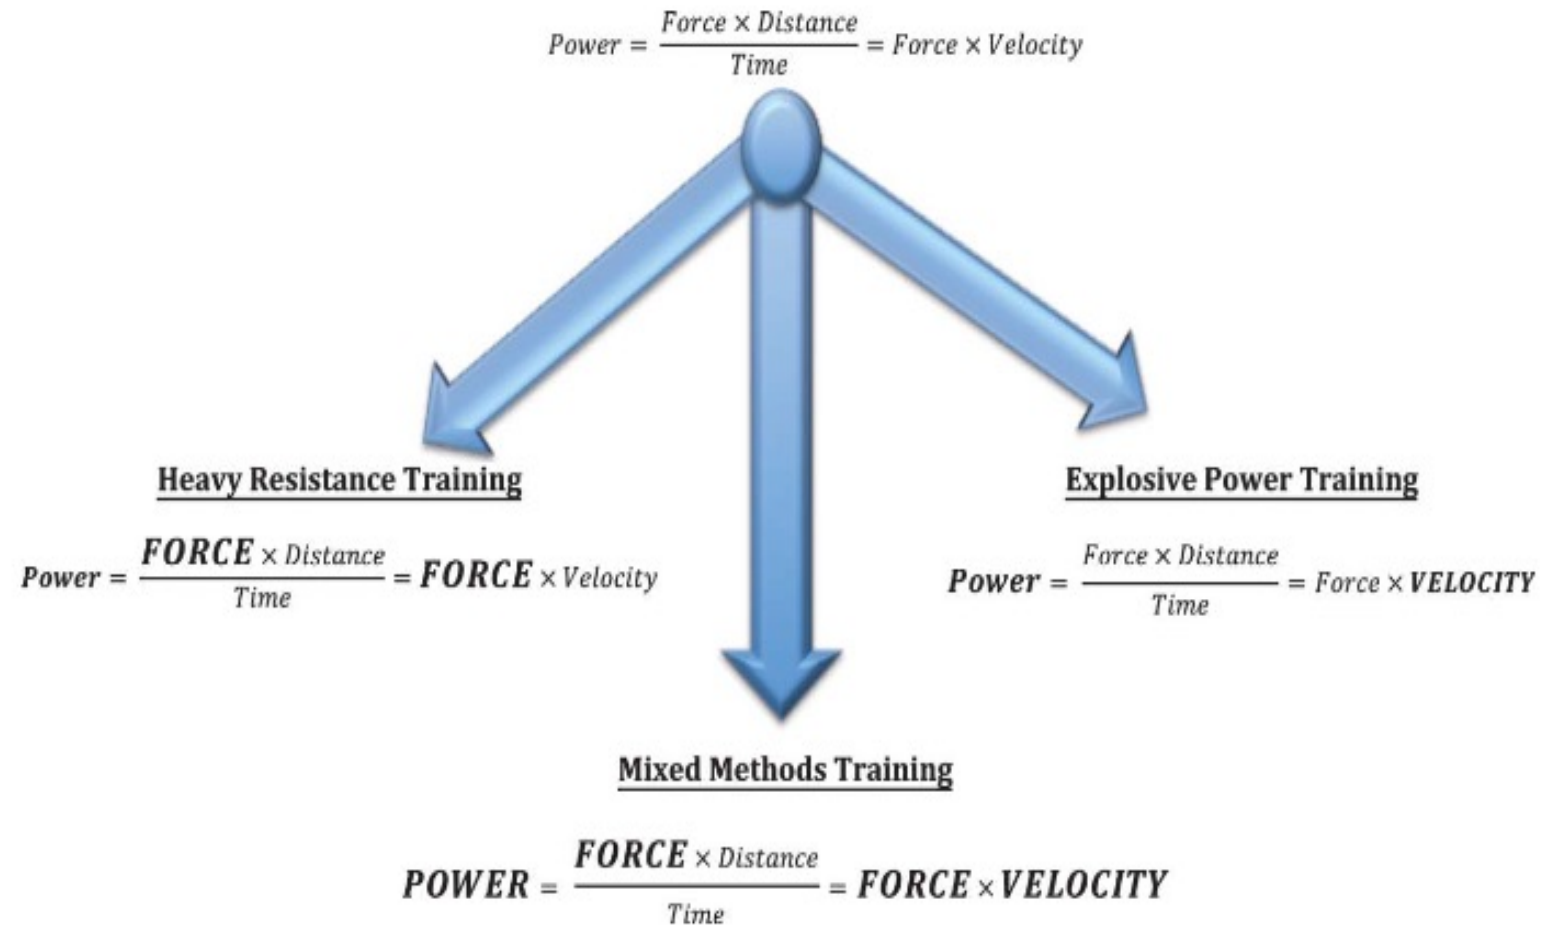 Power = Force × Distance / Time = Force × Velocity
Heavy Resistance Training
Power = FORCE × Distance / Time = FORCE × Velocity
Explosive Power Training
Power = Force × Distance / Time = Force × VELOCITY
Mixed Methods Training
POWER = FORCE × Distance / Time = FORCE × VELOCITY